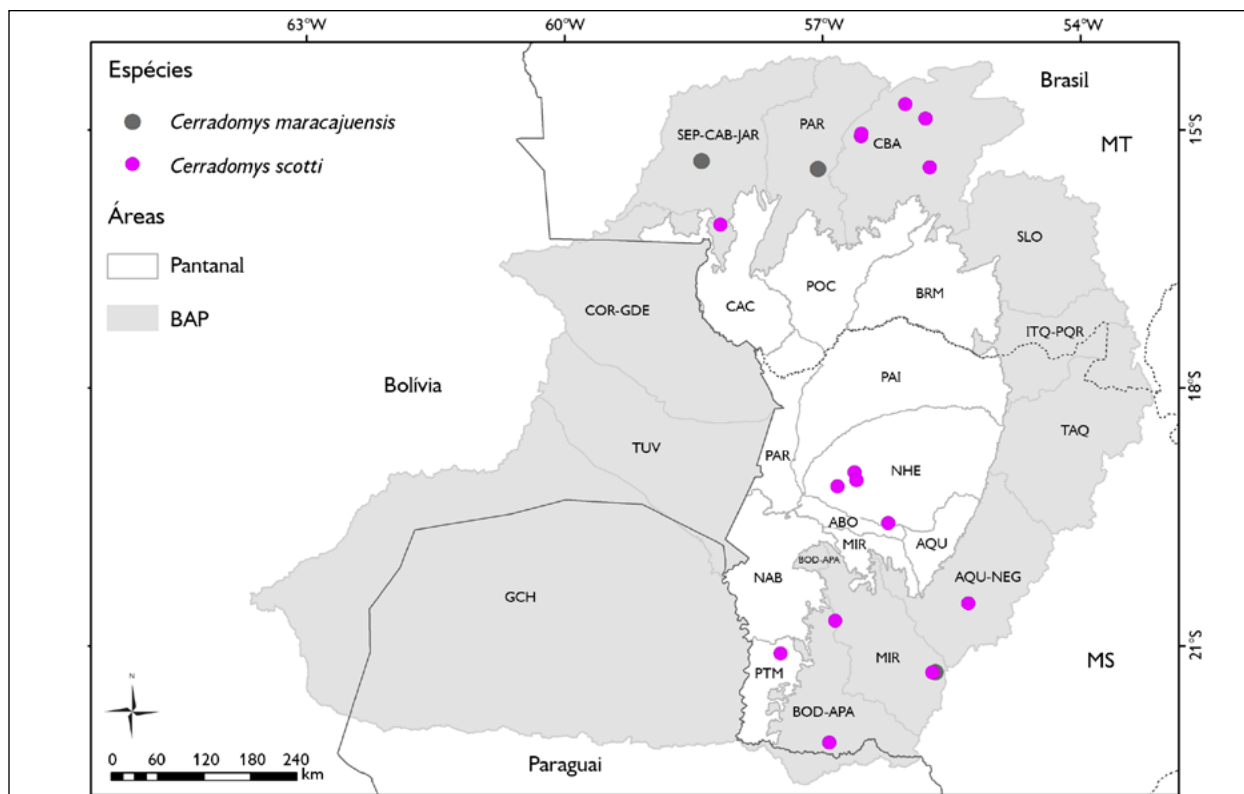 63°W 60°W 57°W 54°W
Espécies
Cerradomys maracajuensis
Cerradomys scotti
Áreas
Pantanal
BAP
Brasil
MT
15°S
SEP-CAB-JAR
PAR
CBA
SLO
COR-GDE
CAC
POC
BRM
ITQ-PQR
Bolívia
PAI
18°S
TAQ
TUV
PAR
NHE
ABO
MIR
AQU
BOD-APA
NAB
AQU-NEG
GCH
21°S
MS
MIR
PTM
BOD-APA
N
0 60 120 180 240
km
Paraguai